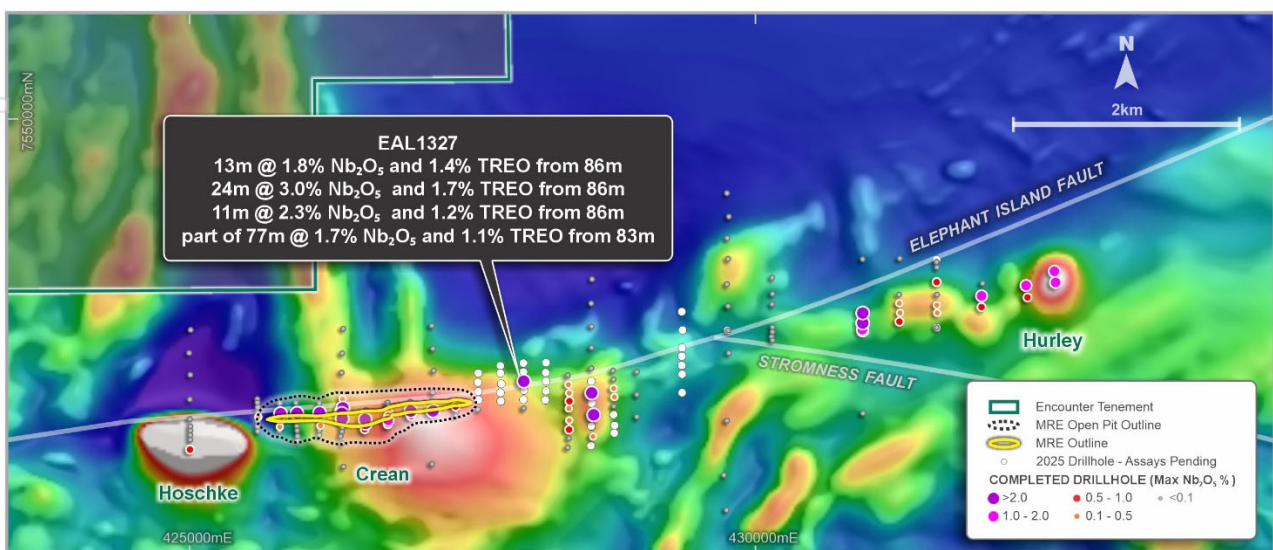 7550000mN
N
2km
EAL1327
13m @ 1.8% Nb₂O₅ and 1.4% TREO from 86m
24m @ 3.0% Nb₂O₅ and 1.7% TREO from 86m
11m @ 2.3% Nb₂O₅ and 1.2% TREO from 86m
part of 77m @ 1.7% Nb₂O₅ and 1.1% TREO from 83m
ELEPHANT ISLAND FAULT
Hurley
STROMNESS FAULT
Crean
Hoschke
425000mE
430000mE
Encounter Tenement
MRE Open Pit Outline
MRE Outline
2025 Drillhole - Assays Pending
COMPLETED DRILLHOLE (Max Nb₂O₅ %)
>2.0 0.5 - 1.0 <0.1
1.0 - 2.0 0.1 - 0.5